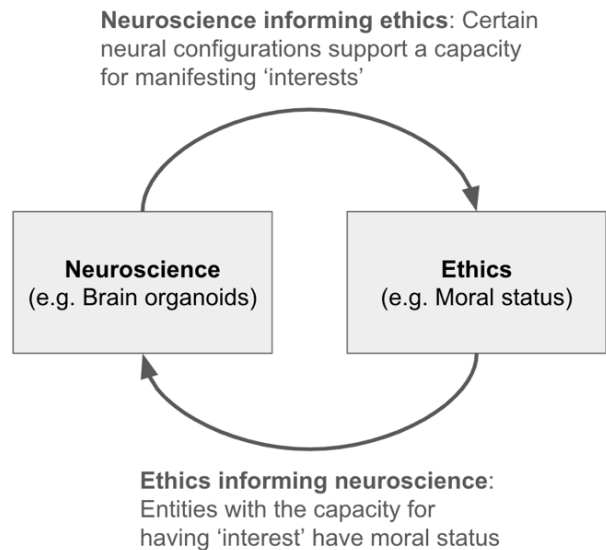 Neuroscience informing ethics: Certain
neural configurations support a capacity
for manifesting ‘interests’
Neuroscience
(e.g. Brain organoids)
Ethics
(e.g. Moral status)
Ethics informing neuroscience:
Entities with the capacity for
having ‘interest’ have moral status